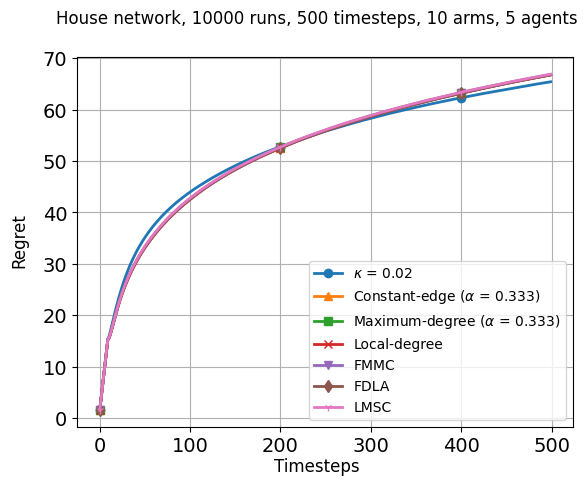 House network, 10000 runs, 500 timesteps, 10 arms, 5 agents
70
60
50
40
30
20
10
0
Regret
κ = 0.02
Constant-edge (α = 0.333)
Maximum-degree (α = 0.333)
Local-degree
FMMC
FDLA
LMSC
0 100 200 300 400 500
Timesteps